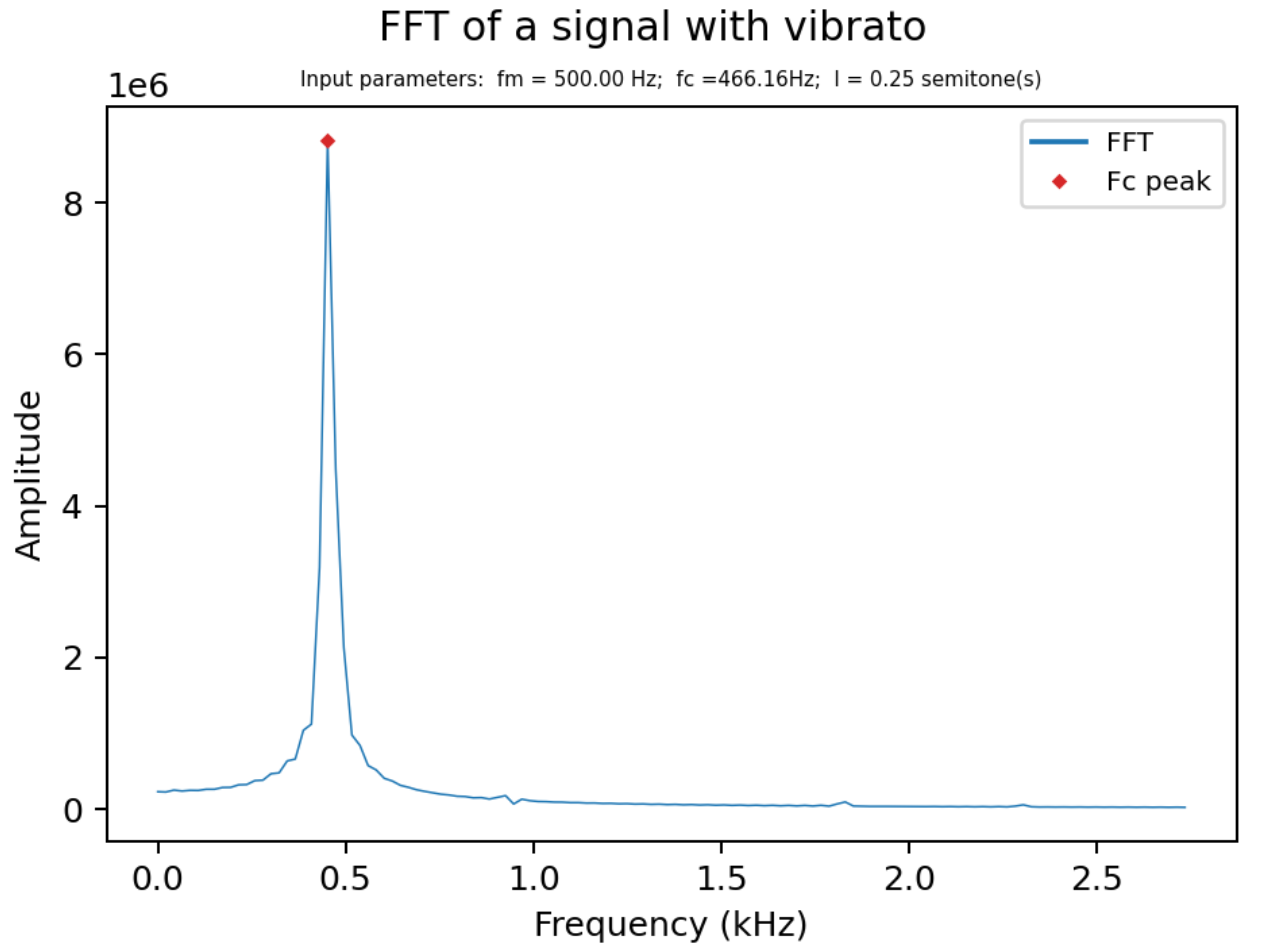 FFT of a signal with vibrato
Input parameters:  fm = 500.00 Hz;  fc =466.16Hz;  I = 0.25 semitone(s)
1e6
FFT
Fc peak
8
6
4
2
0
Amplitude
0.0 0.5 1.0 1.5 2.0 2.5
Frequency (kHz)